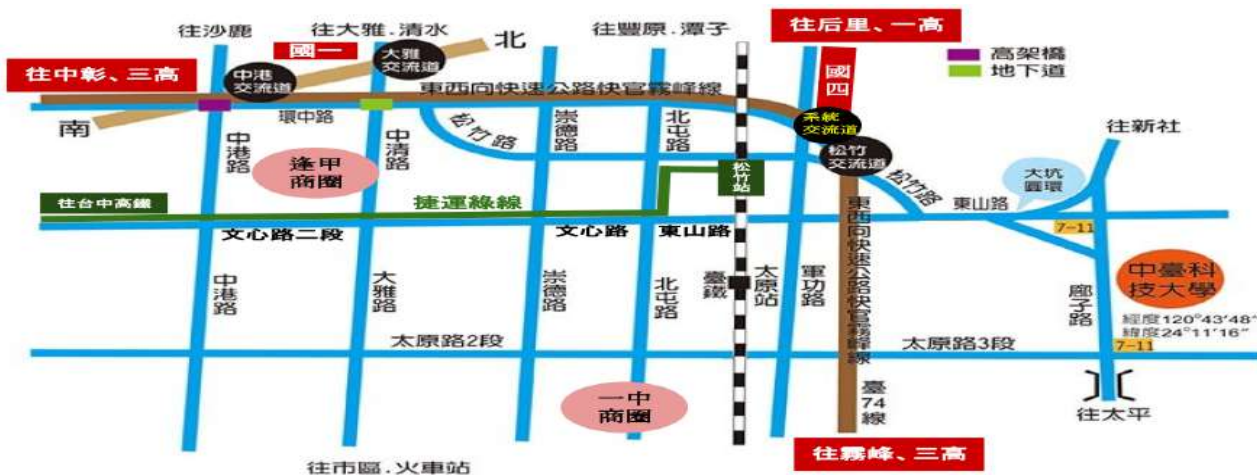 往沙鹿
往大雅.清水
往豐原.潭子
往后里、一高
國一
北
高架橋
地下道
往中彰、三高
中港
交流道
大雅
交流道
國四
東西向快速公路快官霧峰線
南
環中路
系統
交流道
松竹
交流道
往新社
中港路
中清路
松竹路
崇德路
北屯路
逢甲
商圈
松竹站
松竹路
大坑
圓環
往台中高鐵
捷運綠線
東山路
文心路二段
文心路
東山路
7-11
中港路
大雅路
崇德路
北屯路
臺鐵
太原站
軍功路
東西向快速公路快官霧峰線
廍子路
中臺科
技大學
經度120°43'48"
緯度24°11'16"
太原路2段
太原路3段
7-11
一中
商圈
臺74線
往太平
往市區.火車站
往霧峰、三高